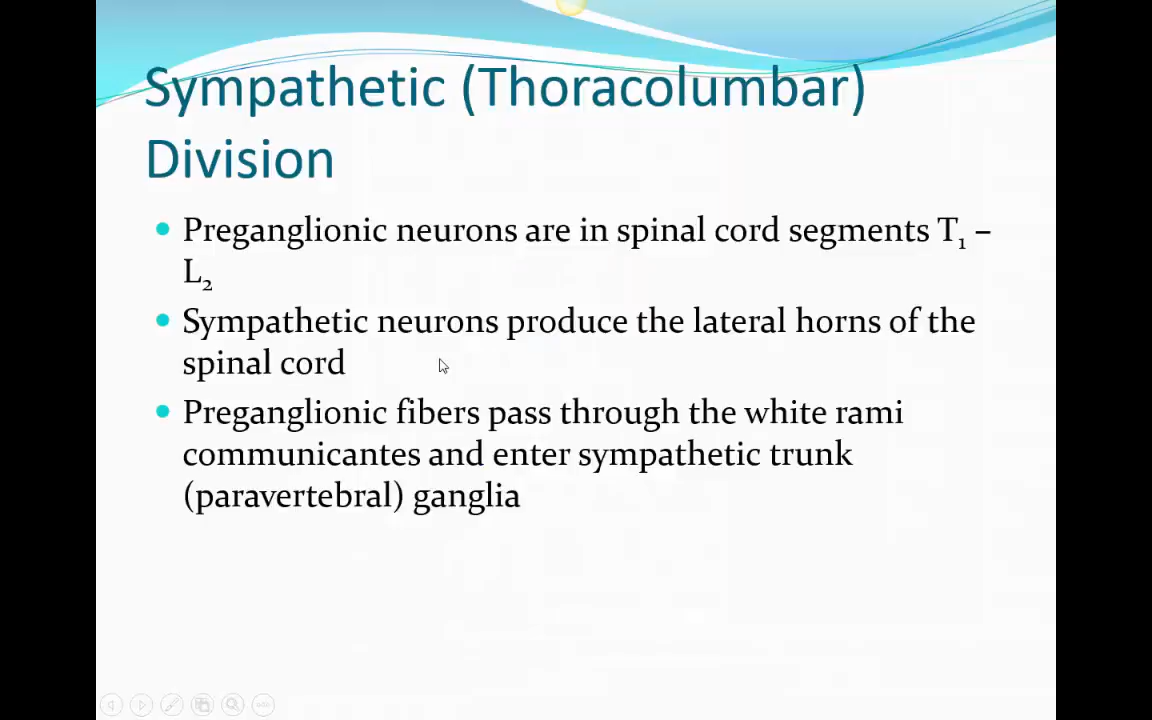 Sympathetic (Thoracolumbar)
Division
• Preganglionic neurons are in spinal cord segments T₁ –
L₂
• Sympathetic neurons produce the lateral horns of the
spinal cord
• Preganglionic fibers pass through the white rami
communicantes and enter sympathetic trunk
(paravertebral) ganglia